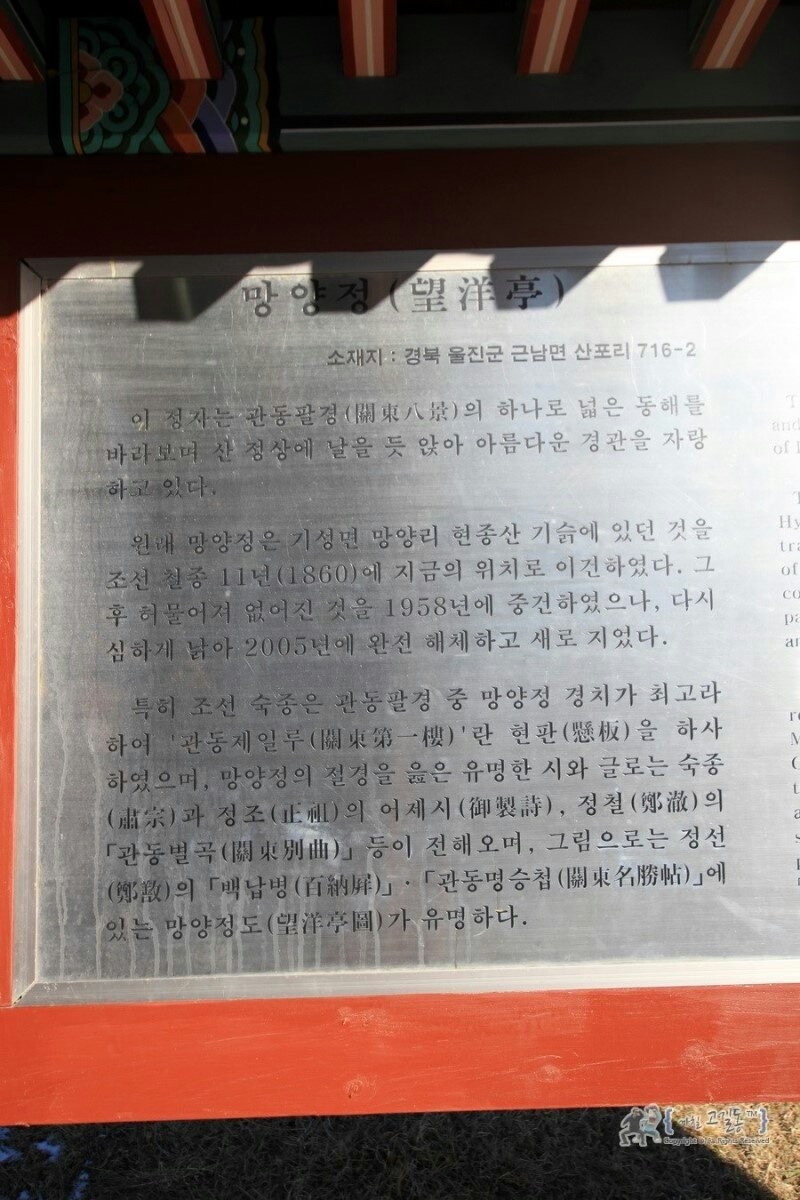 망양정(望洋亭)
소재지 : 경북 울진군 근남면 산포리 716-2
이 정자는 관동팔경(關東八景)의 하나로 넓은 동해를
바라보며 산 정상에 날을 듯 앉아 아름다운 경관을 자랑
하고 있다.
원래 망양정은 기성면 망양리 현종산 기슭에 있던 것을
조선 철종 11년(1860)에 지금의 위치로 이건하였다. 그
후 허물어져 없어진 것을 1958년에 중건하였으나, 다시
심하게 낡아 2005년에 완전 해체하고 새로 지었다.
특히 조선 숙종은 관동팔경 중 망양정 경치가 최고라
하여 '관동제일루(關東第一樓)'란 현판(懸板)을 하사
하였으며, 망양정의 절경을 읊은 유명한 시와 글로는 숙종
(肅宗)과 정조(正祖)의 어제시(御製詩), 정철(鄭澈)의
「관동별곡(關東別曲)」 등이 전해오며, 그림으로는 정선
(鄭敾)의 「백납병(百納屛)」·「관동명승첩(關東名勝帖)」에
있는 망양정도(望洋亭圖)가 유명하다.
and
of
Hy
tra
of
co
pa
an